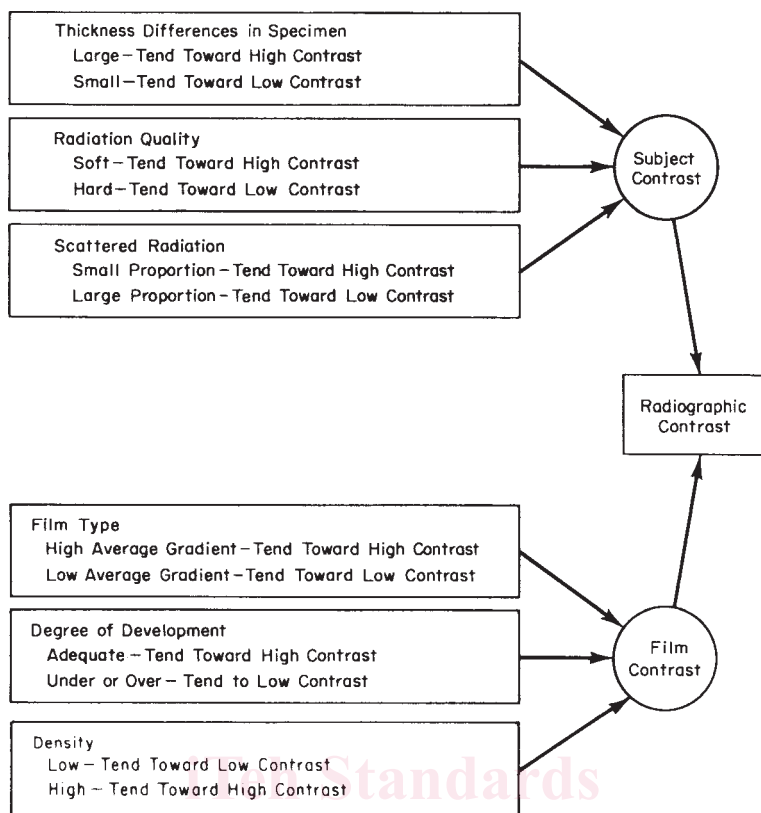 Thickness Differences in Specimen
Large – Tend Toward High Contrast
Small – Tend Toward Low Contrast
Radiation Quality
Soft – Tend Toward High Contrast
Hard – Tend Toward Low Contrast
Scattered Radiation
Small Proportion – Tend Toward High Contrast
Large Proportion – Tend Toward Low Contrast
Subject
Contrast
Radiographic
Contrast
Film Type
High Average Gradient – Tend Toward High Contrast
Low Average Gradient – Tend Toward Low Contrast
Degree of Development
Adequate – Tend Toward High Contrast
Under or Over – Tend to Low Contrast
Density
Low – Tend Toward Low Contrast
High – Tend Toward High Contrast
Film
Contrast
iTeh Standards